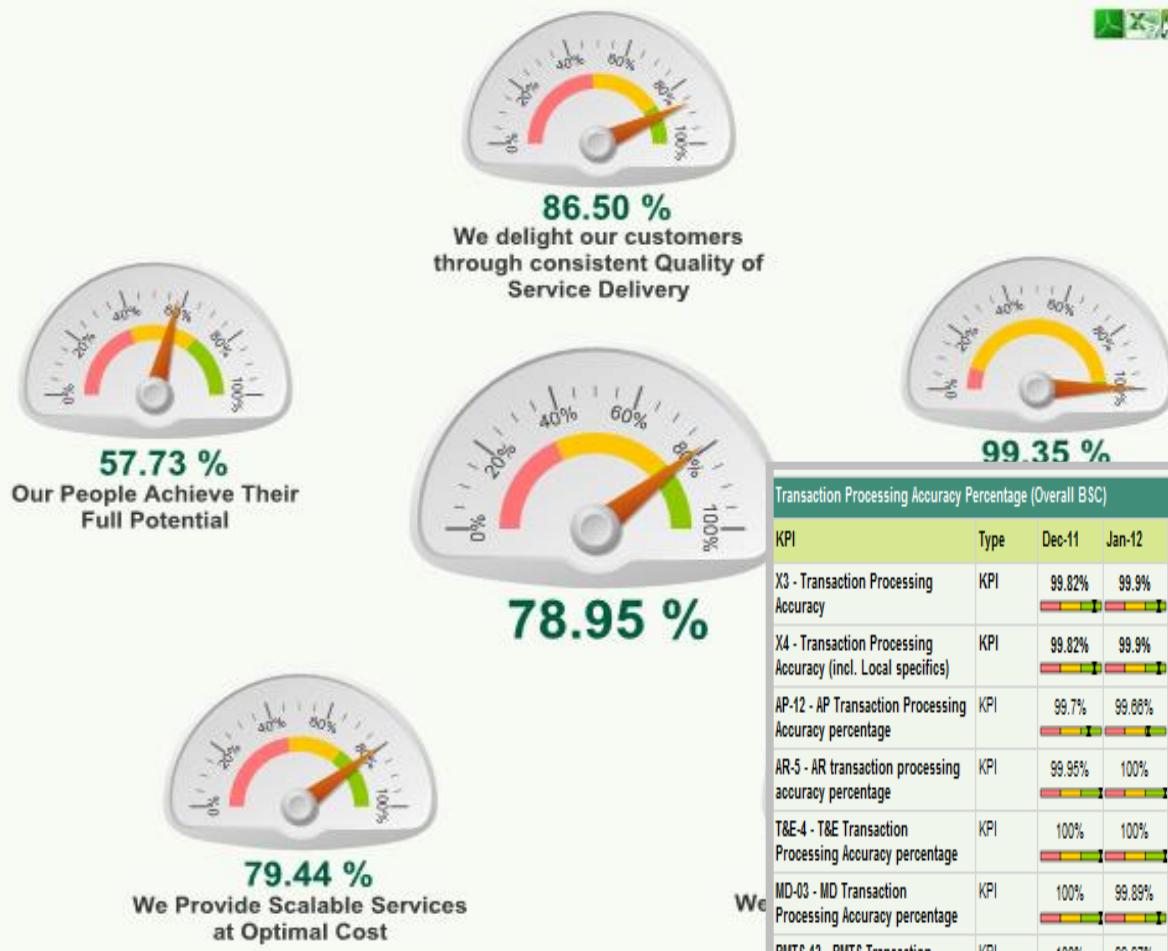 0%
20%
40%
60%
80%
100%
86.50 %
We delight our customers
through consistent Quality of
Service Delivery
0%
20%
40%
60%
80%
100%
57.73 %
Our People Achieve Their
Full Potential
0%
20%
40%
60%
80%
100%
99.35 %
0%
20%
40%
60%
80%
100%
78.95 %
0%
20%
40%
60%
80%
100%
79.44 %
We Provide Scalable Services
at Optimal Cost
We
Transaction Processing Accuracy Percentage (Overall BSC)
KPI Type Dec-11 Jan-12
X3 - Transaction Processing KPI 99.82% 99.9%
Accuracy
X4 - Transaction Processing KPI 99.82% 99.9%
Accuracy (incl. Local specifics)
AP-12 - AP Transaction Processing KPI 99.7% 99.66%
Accuracy percentage
AR-5 - AR transaction processing KPI 99.95% 100%
accuracy percentage
T&E-4 - T&E Transaction KPI 100% 100%
Processing Accuracy percentage
MD-03 - MD Transaction KPI 100% 99.89%
Processing Accuracy percentage